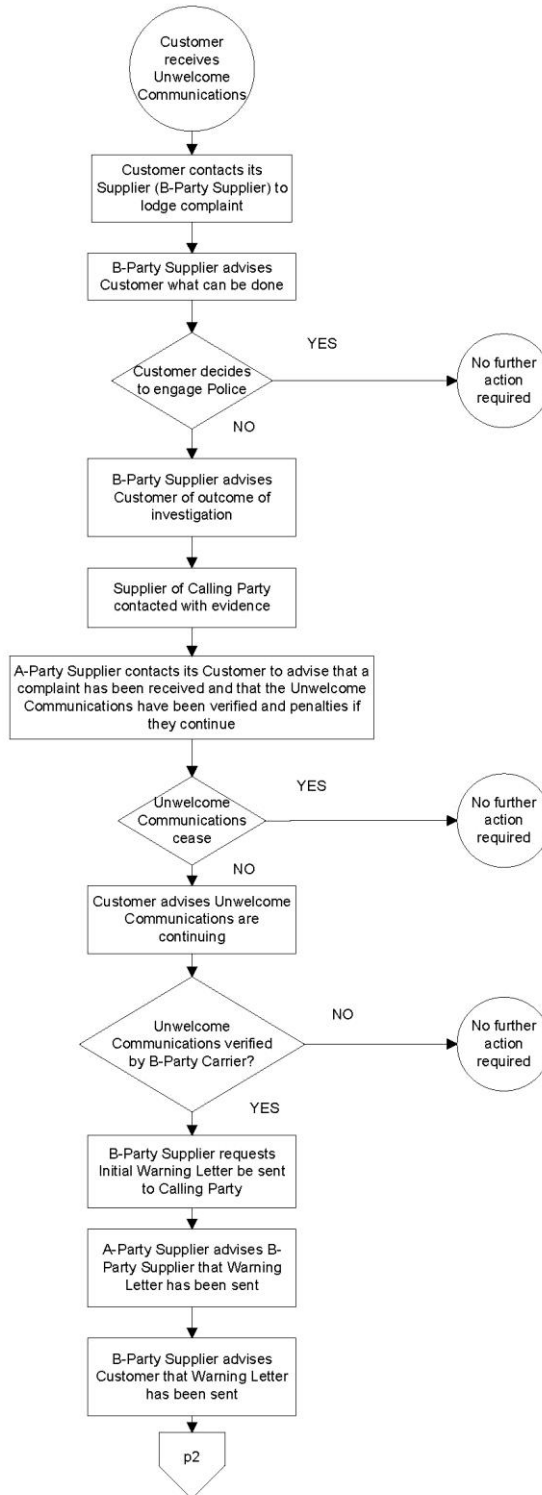 Customer
receives
Unwelcome
Communications
Customer contacts its
Supplier (B-Party Supplier) to
lodge complaint
B-Party Supplier advises
Customer what can be done
Customer decides
to engage Police
YES
No further
action
required
NO
B-Party Supplier advises
Customer of outcome of
investigation
Supplier of Calling Party
contacted with evidence
A-Party Supplier contacts its Customer to advise that a
complaint has been received and that the Unwelcome
Communications have been verified and penalties if
they continue
Unwelcome
Communications
cease
YES
No further
action
required
NO
Customer advises Unwelcome
Communications are
continuing
Unwelcome
Communications verified
by B-Party Carrier?
NO
No further
action
required
YES
B-Party Supplier requests
Initial Warning Letter be sent
to Calling Party
A-Party Supplier advises B-
Party Supplier that Warning
Letter has been sent
B-Party Supplier advises
Customer that Warning Letter
has been sent
p2